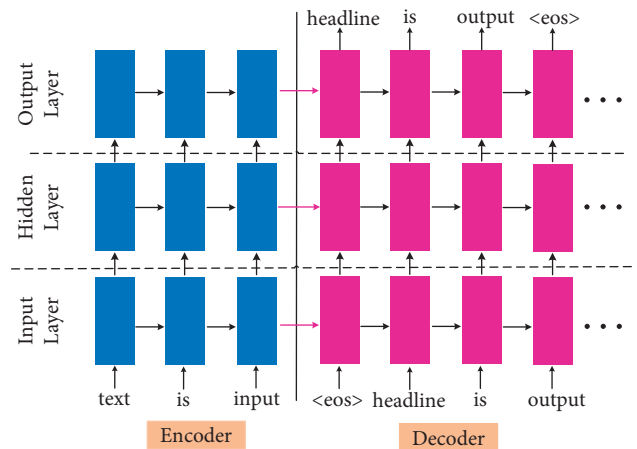 headline is output <eos>
Output Layer
Hidden Layer
Input Layer
text is input <eos> headline is output
Encoder Decoder